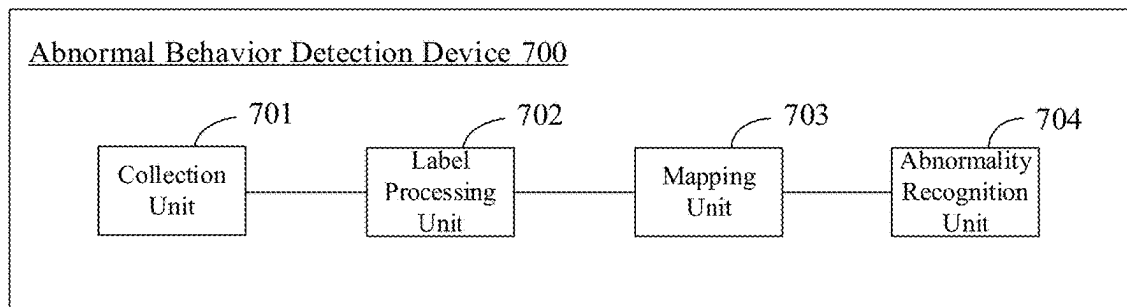 Abnormal Behavior Detection Device 700
701
702
703
704
Collection
Unit
Label
Processing
Unit
Mapping
Unit
Abnormality
Recognition
Unit